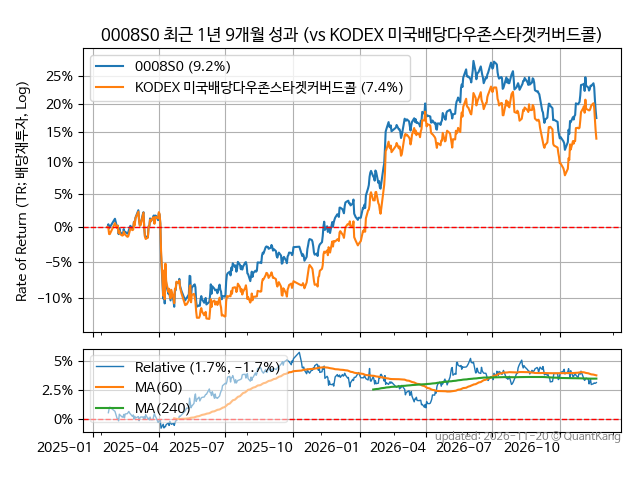 0008S0 최근 1년 9개월 성과 (vs KODEX 미국배당다우존스타겟커버드콜)
Rate of Return (TR; 배당재투자, Log)
0008S0 (9.2%)
KODEX 미국배당다우존스타겟커버드콜 (7.4%)
25%
20%
15%
10%
5%
0%
−5%
−10%
Relative (1.7%, −1.7%)
MA(60)
MA(240)
5%
2.5%
0%
2025−01 2025−04 2025−07 2025−10 2026−01 2026−04 2026−07 2026−10
updated: 2026−11−20 © QuantKang